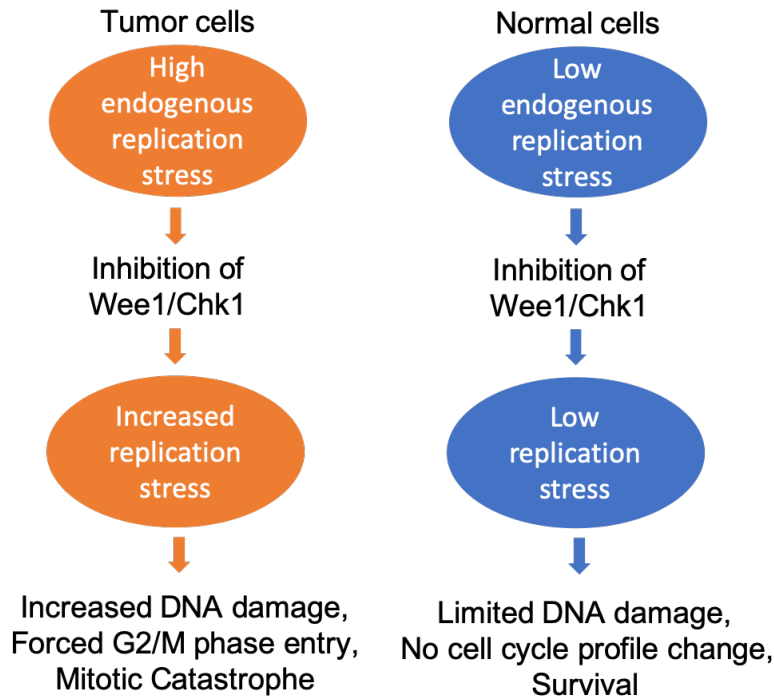 Tumor cells
High
endogenous
replication
stress
Inhibition of
Wee1/Chk1
Increased
replication
stress
Increased DNA damage,
Forced G2/M phase entry,
Mitotic Catastrophe
Normal cells
Low
endogenous
replication
stress
Inhibition of
Wee1/Chk1
Low
replication
stress
Limited DNA damage,
No cell cycle profile change,
Survival